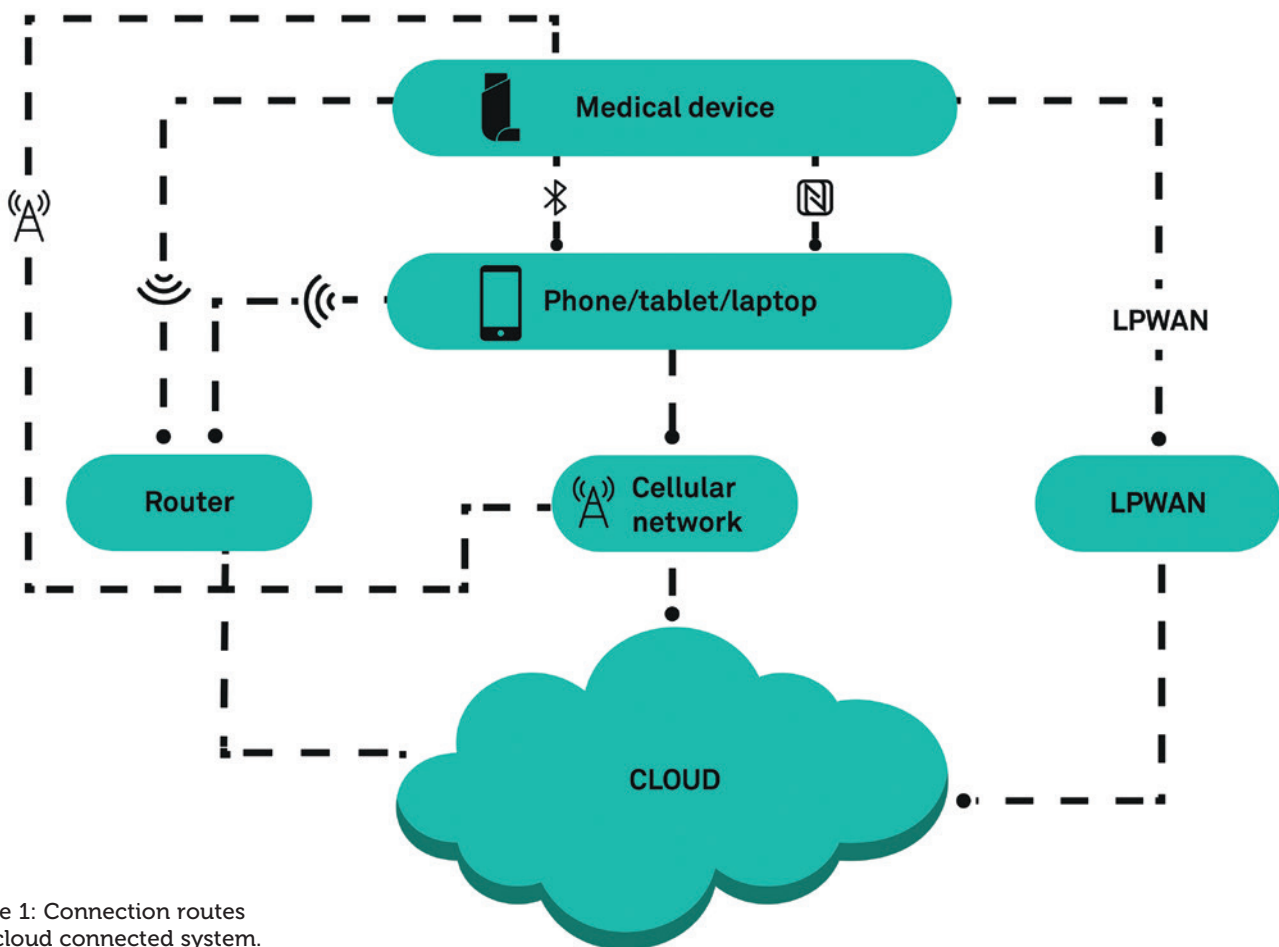 Medical device
Phone/tablet/laptop
LPWAN
Router
Cellular
network
LPWAN
CLOUD
e 1: Connection routes
cloud connected system.